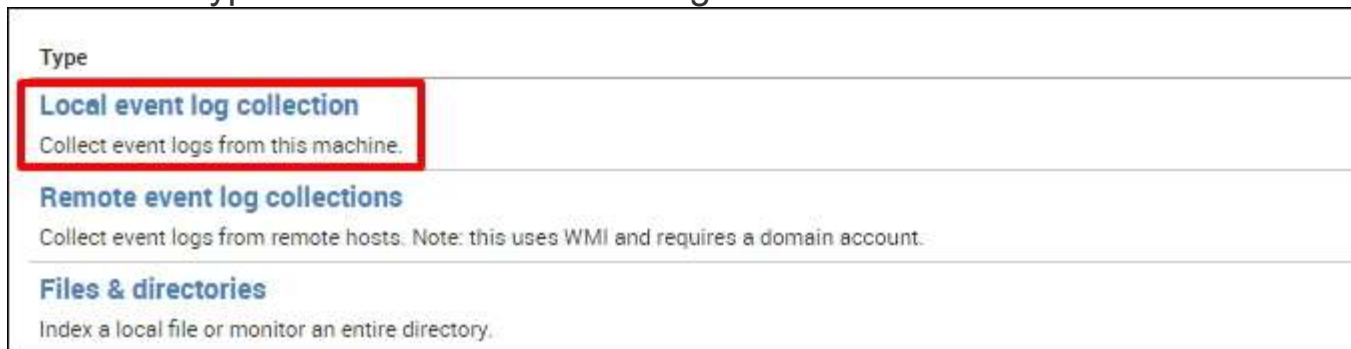 Type
Local event log collection
Collect event logs from this machine.
Remote event log collections
Collect event logs from remote hosts. Note: this uses WMI and requires a domain account.
Files & directories
Index a local file or monitor an entire directory.